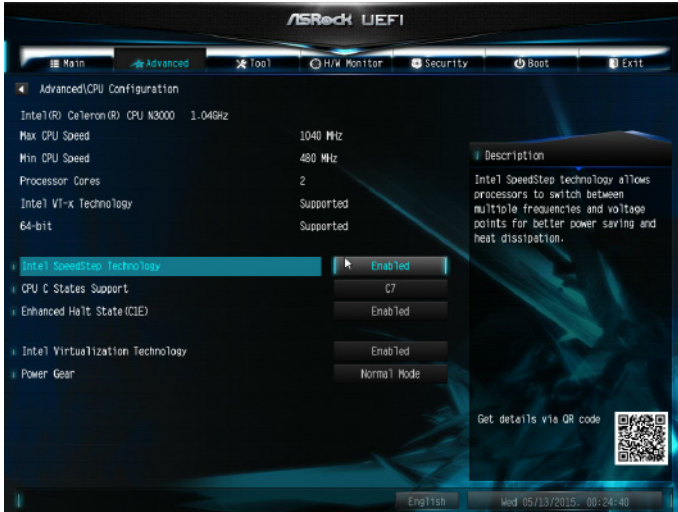 ASRock UEFI
Main Advanced Tool H/W Monitor Security Boot Exit
Advanced\CPU Configuration
Intel(R) Celeron(R) CPU N3000 1.04GHz
Max CPU Speed 1040 MHz
Min CPU Speed 480 MHz
Processor Cores 2
Intel VT-x Technology Supported
64-bit Supported
Intel SpeedStep Technology Enabled
CPU C States Support C7
Enhanced Halt State(C1E) Enabled
Intel Virtualization Technology Enabled
Power Gear Normal Mode
Description
Intel SpeedStep technology allows
processors to switch between
multiple frequencies and voltage
points for better power saving and
heat dissipation.
Get details via QR code
English Wed 05/13/2015. 00:24:40